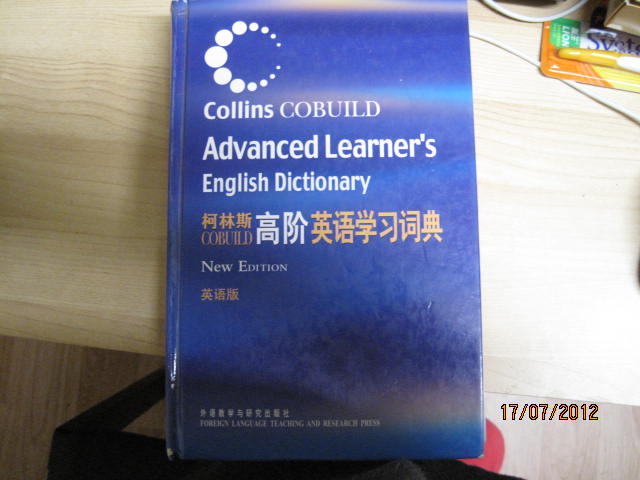 Collins COBUILD
Advanced Learner's
English Dictionary
柯林斯
COBUILD
高阶英语学习词典
NEW EDITION
英语版
外语教学与研究出版社
FOREIGN LANGUAGE TEACHING AND RESEARCH PRESS
LION
17/07/2012